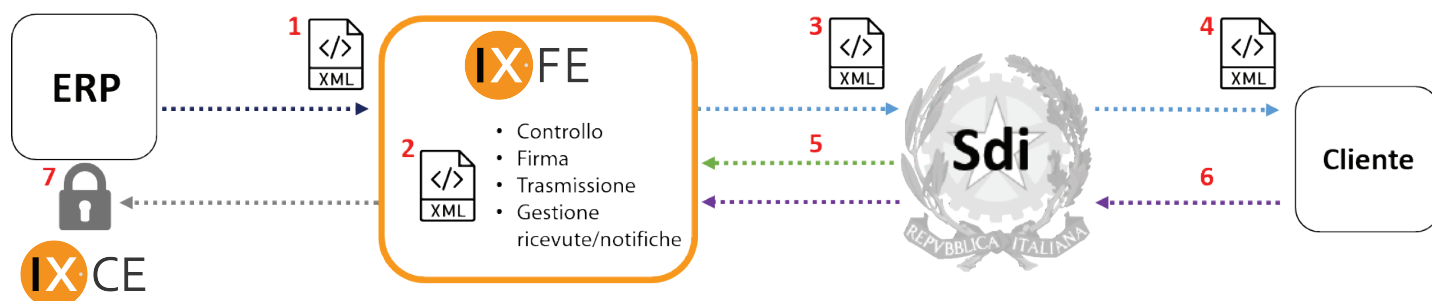 1
XML
ERP
7
IX.CE
IX.FE
2
XML
• Controllo
• Firma
• Trasmissione
• Gestione
ricevute/notifiche
3
XML
5
Sdi
REPVBBLICA ITALIANA
4
XML
6
Cliente